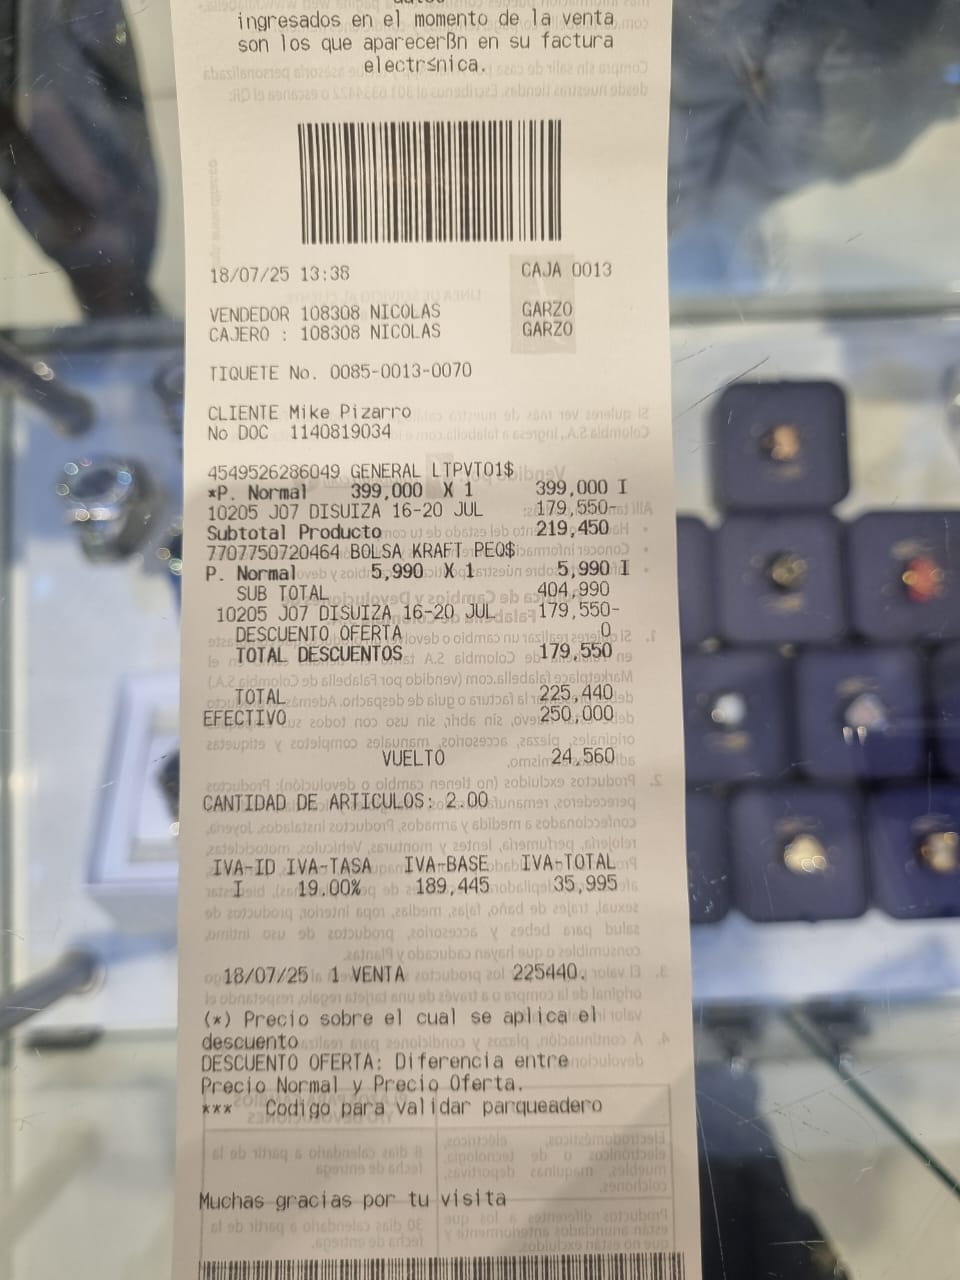 ingresados en el momento de la venta
son los que aparecerßn en su factura
electr≤nica.
18/07/25 13:38 CAJA 0013
VENDEDOR 108308 NICOLAS GARZO
CAJERO : 108308 NICOLAS GARZO
TIQUETE No. 0085-0013-0070
CLIENTE Mike Pizarro
No DOC 1140819034
4549526286049 GENERAL LTPVT01$
*P. Normal 399,000 X 1 399,000 I
10205 J07 DISUIZA 16-20 JUL 179,550-
Subtotal Producto 219,450
7707750720464 BOLSA KRAFT PEQ$
P. Normal 5,990 X 1 5,990 I
SUB TOTAL 404,990
10205 J07 DISUIZA 16-20 JUL 179,550-
DESCUENTO OFERTA 0
TOTAL DESCUENTOS 179,550
TOTAL 225,440
EFECTIVO 250,000
VUELTO 24,560
CANTIDAD DE ARTICULOS: 2.00
IVA-ID IVA-TASA IVA-BASE IVA-TOTAL
I 19.00% 189,445 35,995
18/07/25 1 VENTA 225440.
(*) Precio sobre el cual se aplica el
descuento
DESCUENTO OFERTA: Diferencia entre
Precio Normal y Precio Oferta.
*** Codigo para validar parqueadero
Muchas gracias por tu visita